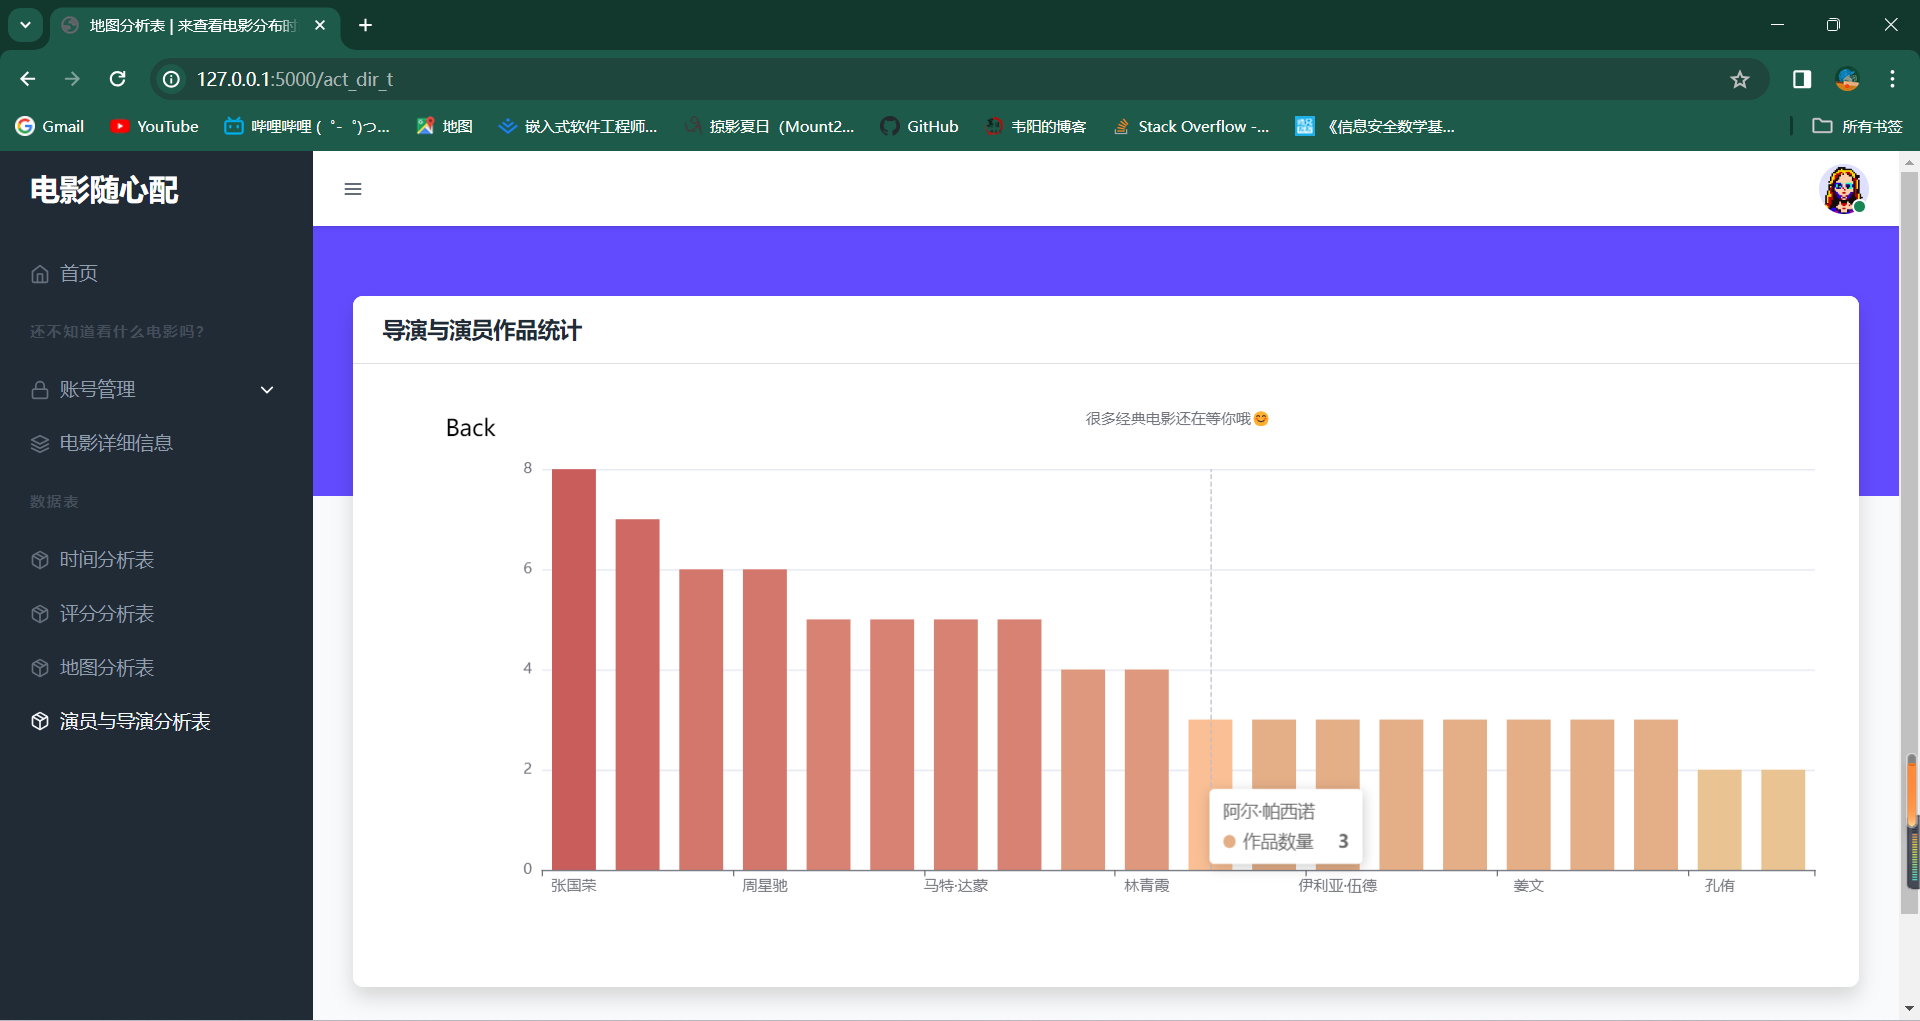 地图分析表 | 来查看电影分布时
127.0.0.1:5000/act_dir_t
Gmail
YouTube
哔哩哔哩 ( ゜- ゜)つ...
地图
嵌入式软件工程师...
掠影夏日（Mount2...
GitHub
韦阳的博客
Stack Overflow -...
《信息安全数学基...
所有书签
电影随心配
首页
还不知道看什么电影吗?
账号管理
电影详细信息
数据表
时间分析表
评分分析表
地图分析表
演员与导演分析表
导演与演员作品统计
Back
很多经典电影还在等你哦😊
8
6
4
2
0
阿尔·帕西诺
作品数量 3
张国荣
周星驰
马特·达蒙
林青霞
伊利亚·伍德
姜文
孔侑